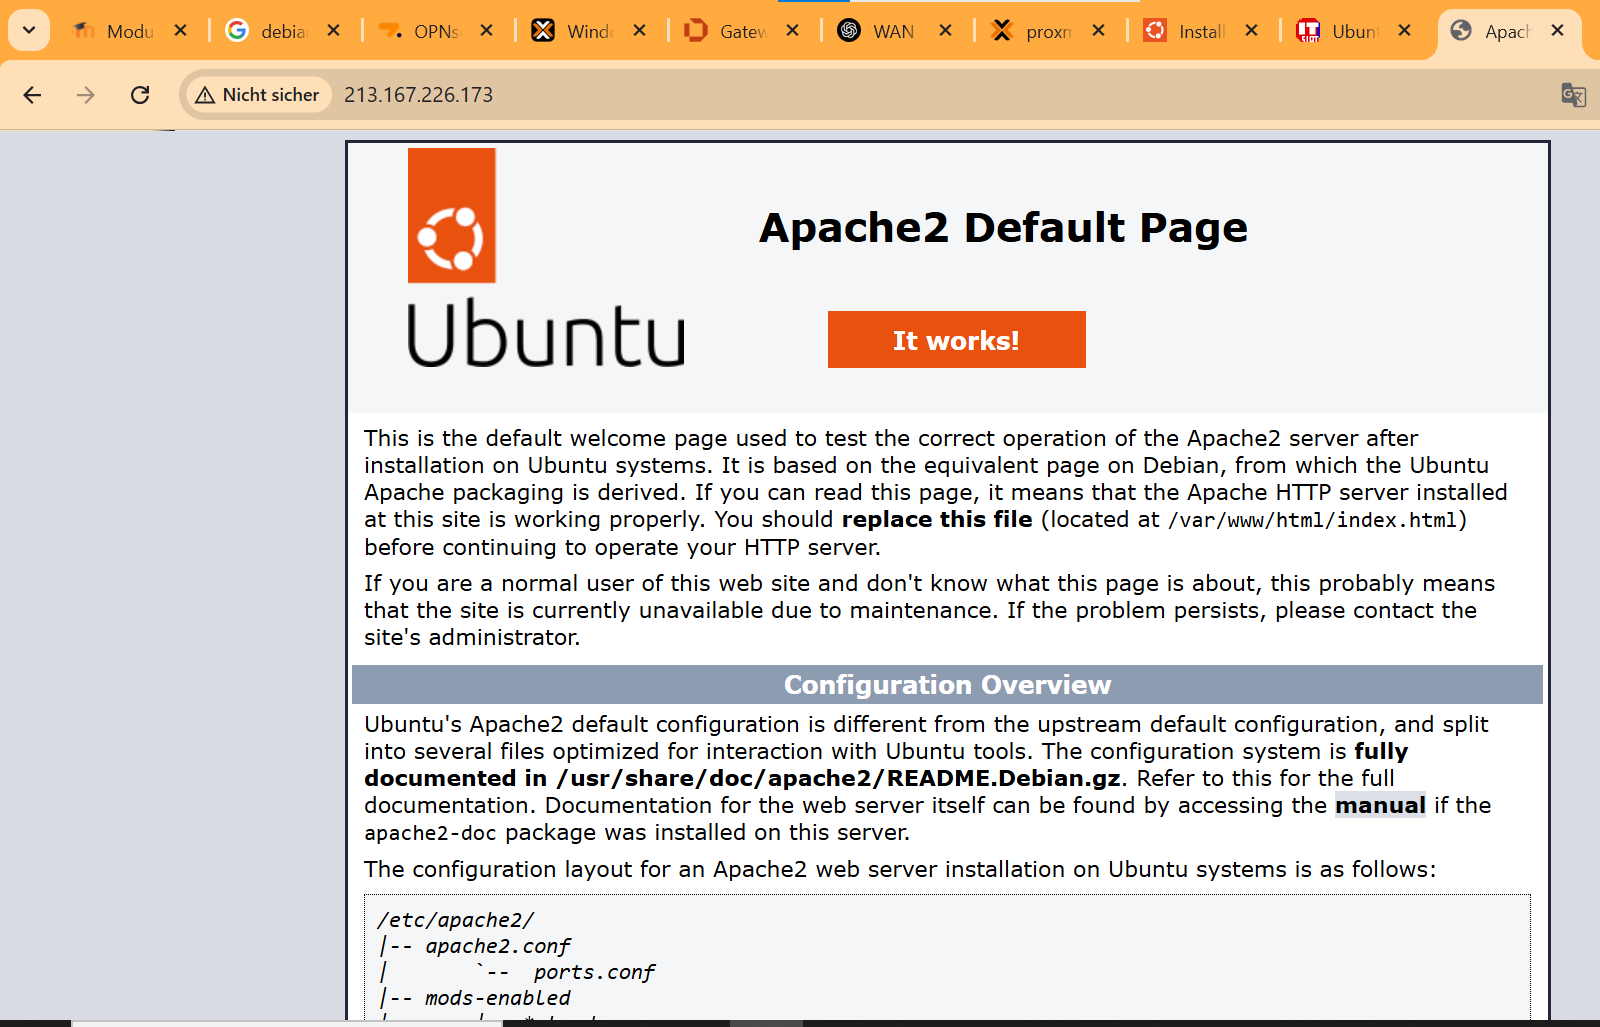 Modu
debia
OPNs
Windo
Gatew
WAN
proxm
Install
Ubunt
Apach
Nicht sicher
213.167.226.173
Ubuntu
Apache2 Default Page
It works!
This is the default welcome page used to test the correct operation of the Apache2 server after
installation on Ubuntu systems. It is based on the equivalent page on Debian, from which the Ubuntu
Apache packaging is derived. If you can read this page, it means that the Apache HTTP server installed
at this site is working properly. You should replace this file (located at /var/www/html/index.html)
before continuing to operate your HTTP server.
If you are a normal user of this web site and don't know what this page is about, this probably means
that the site is currently unavailable due to maintenance. If the problem persists, please contact the
site's administrator.
Configuration Overview
Ubuntu's Apache2 default configuration is different from the upstream default configuration, and split
into several files optimized for interaction with Ubuntu tools. The configuration system is fully
documented in /usr/share/doc/apache2/README.Debian.gz. Refer to this for the full
documentation. Documentation for the web server itself can be found by accessing the manual if the
apache2-doc package was installed on this server.
The configuration layout for an Apache2 web server installation on Ubuntu systems is as follows:
/etc/apache2/
|-- apache2.conf
|       `--  ports.conf
|-- mods-enabled